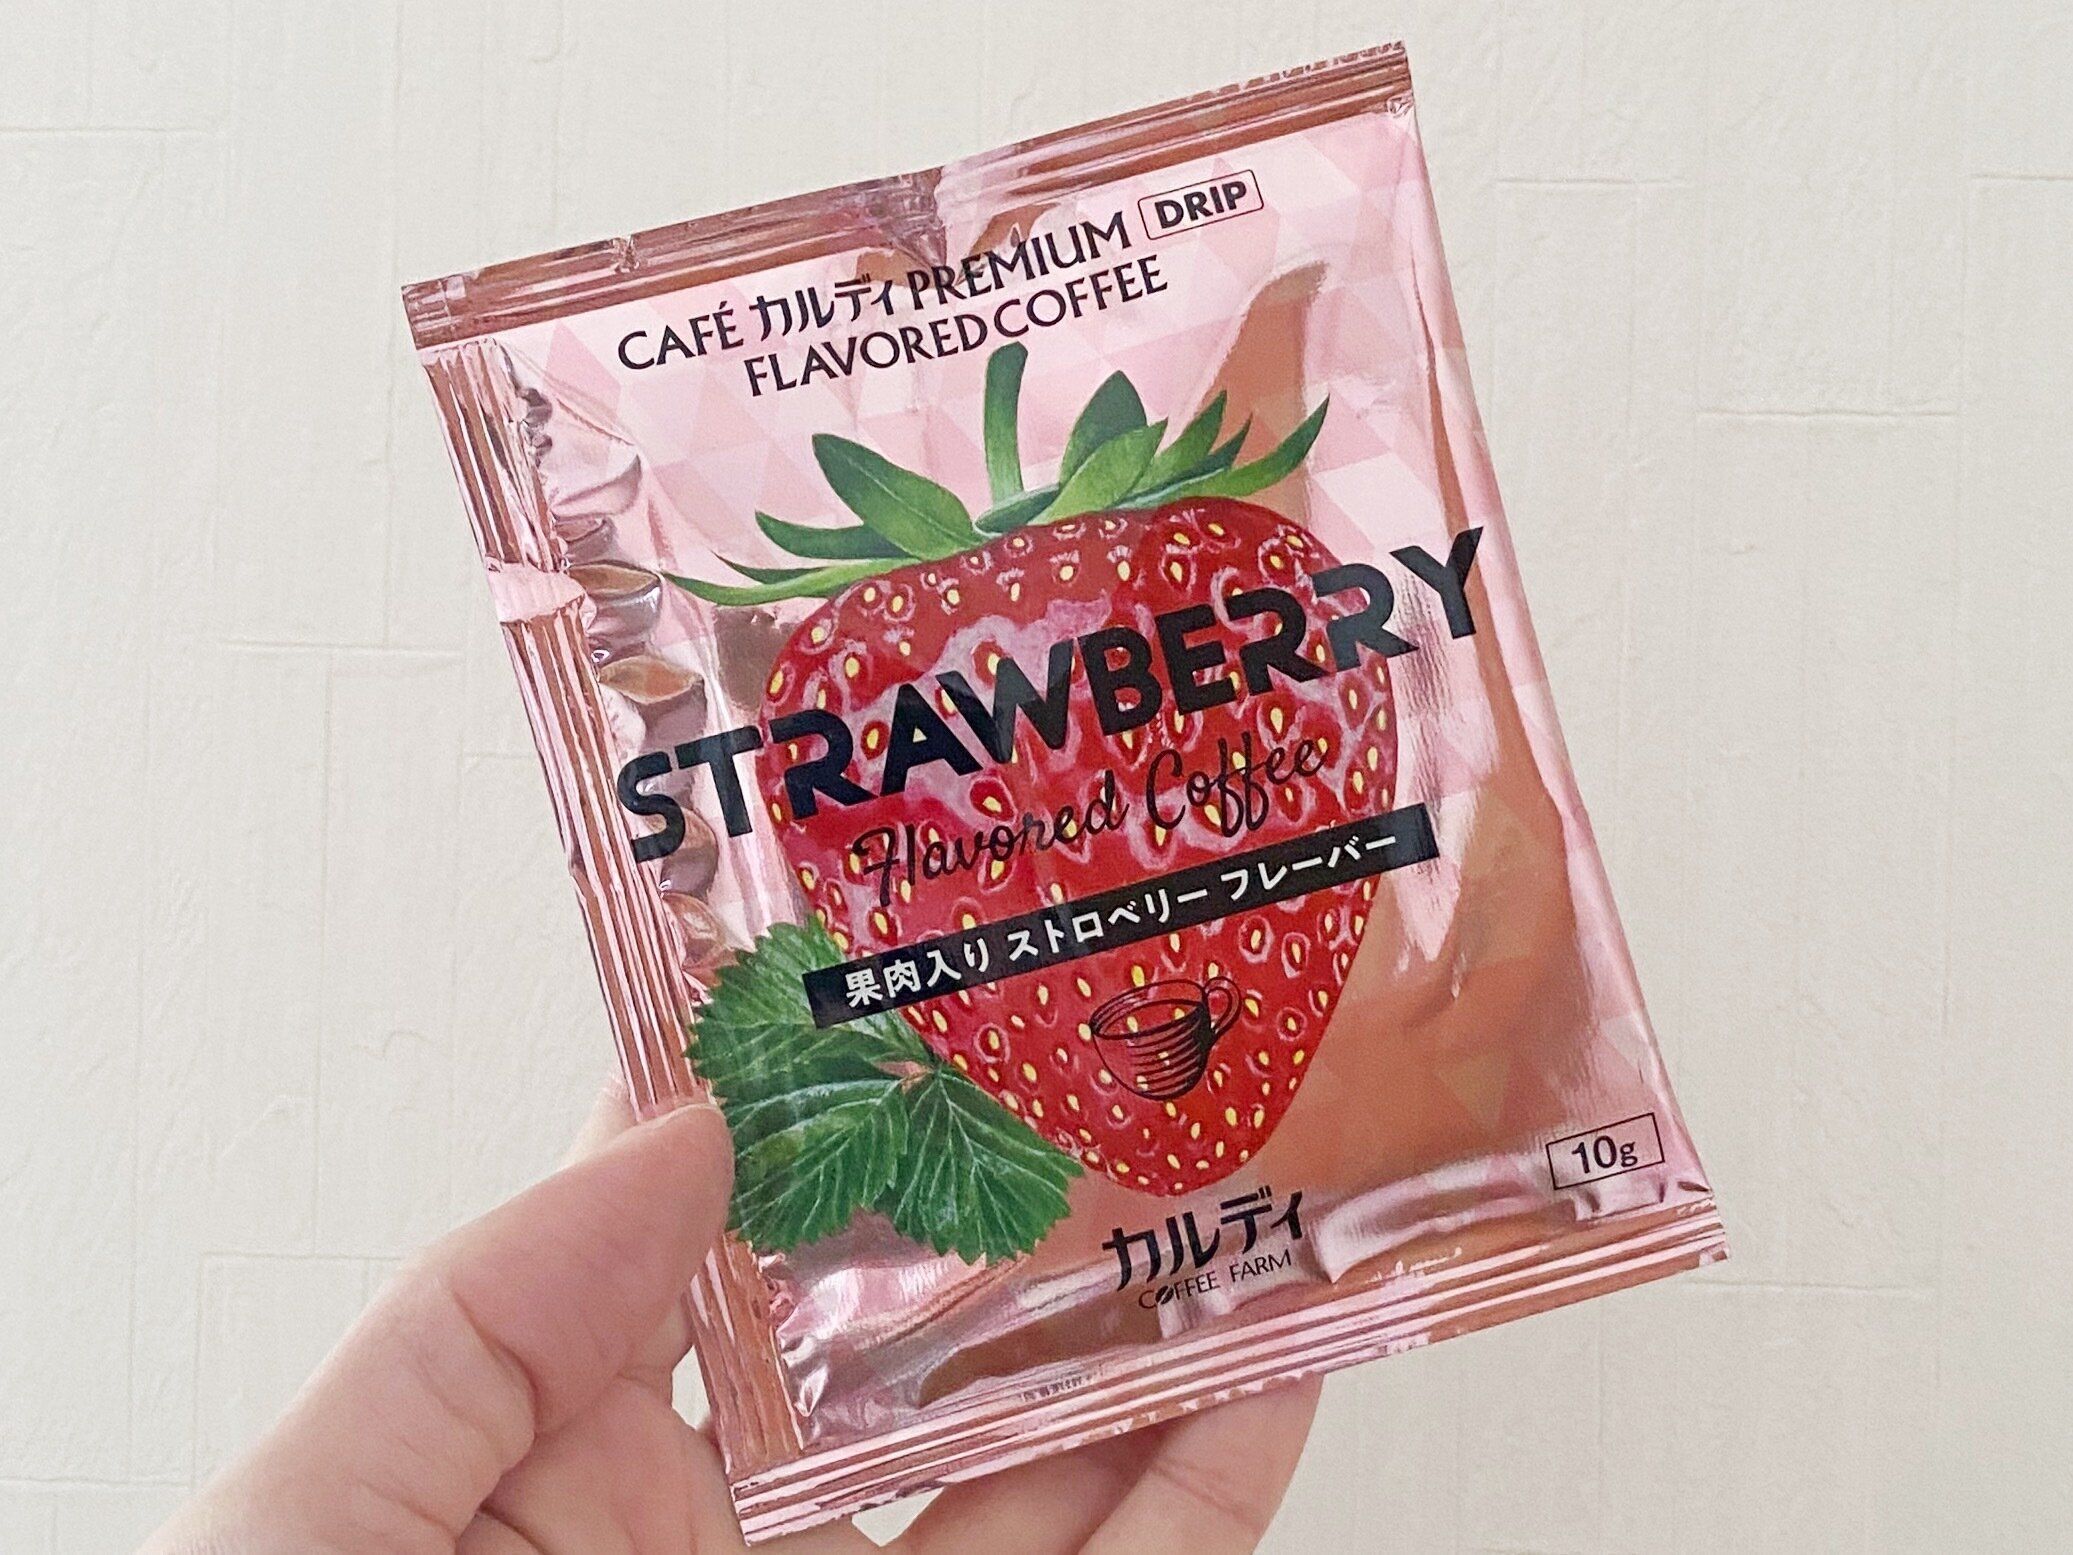 CAFÉ カルディ PREMIUM DRIP
FLAVORED COFFEE
STRAWBERRY
Flavored Coffee
果肉入り ストロベリー フレーバー
10g
カルディ
COFFEE FARM